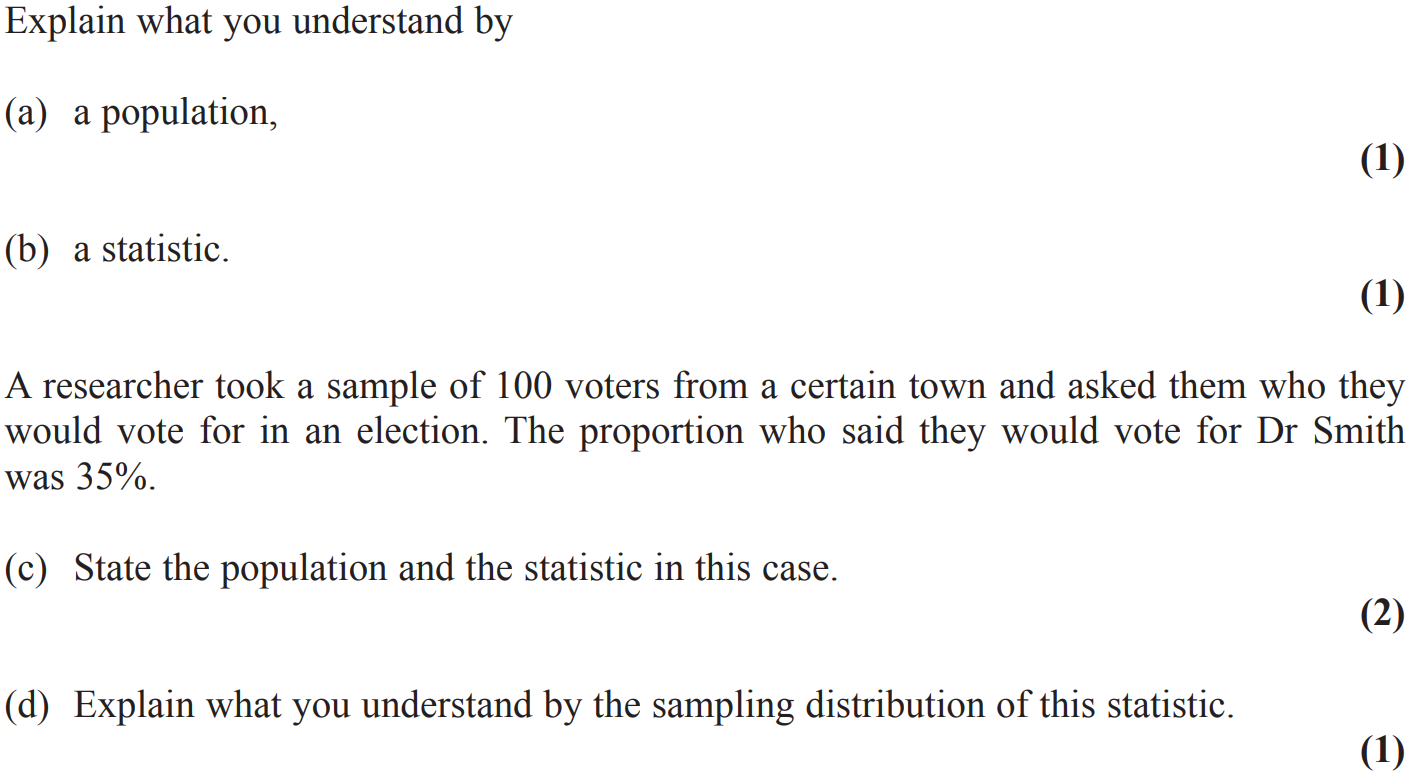 Explain what you understand by
(a) a population,
(1)
(b) a statistic.
(1)
A researcher took a sample of 100 voters from a certain town and asked them who they
would vote for in an election. The proportion who said they would vote for Dr Smith
was 35%.
(c) State the population and the statistic in this case.
(2)
(d) Explain what you understand by the sampling distribution of this statistic.
(1)